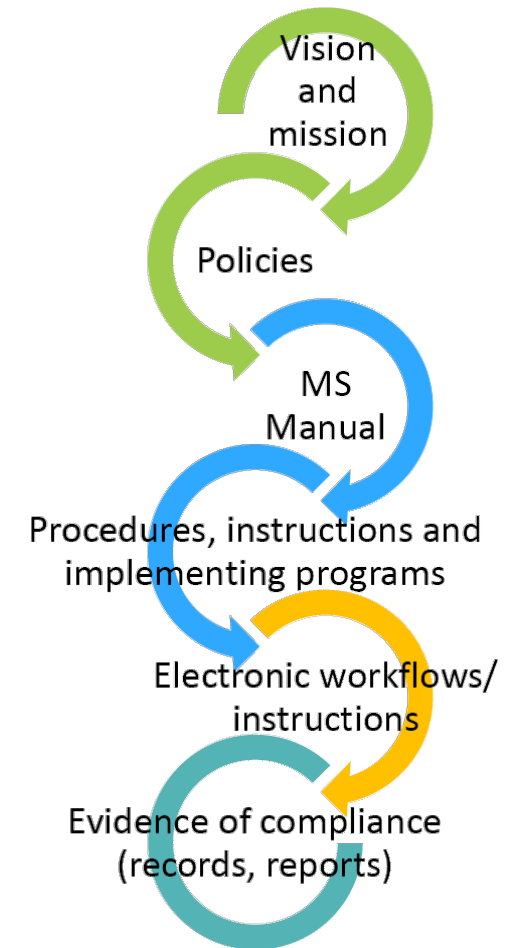 Vision
and
mission
Policies
MS
Manual
Procedures, instructions and
implementing programs
Electronic workflows/
instructions
Evidence of compliance
(records, reports)